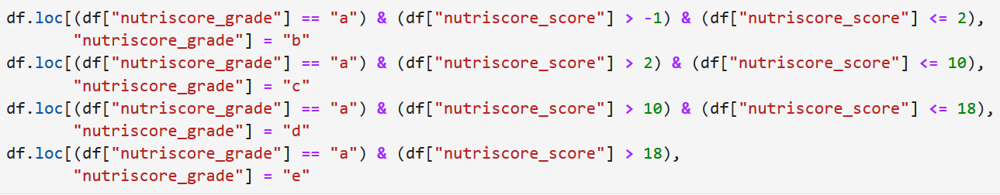 df.loc[(df["nutriscore_grade"] == "a") & (df["nutriscore_score"] > -1) & (df["nutriscore_score"] <= 2),
"nutriscore_grade"] = "b"
df.loc[(df["nutriscore_grade"] == "a") & (df["nutriscore_score"] > 2) & (df["nutriscore_score"] <= 10),
"nutriscore_grade"] = "c"
df.loc[(df["nutriscore_grade"] == "a") & (df["nutriscore_score"] > 10) & (df["nutriscore_score"] <= 18),
"nutriscore_grade"] = "d"
df.loc[(df["nutriscore_grade"] == "a") & (df["nutriscore_score"] > 18),
"nutriscore_grade"] = "e"